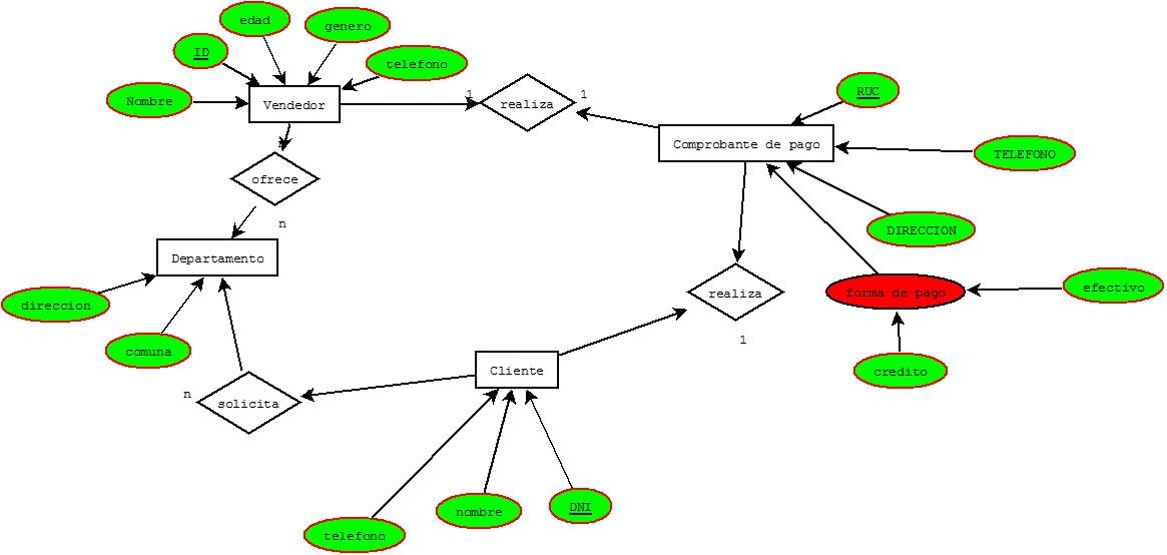 edad
genero
ID
telefono
Nombre
Vendedor
1
realiza
1
RUC
Comprobante de pago
TELEFONO
ofrece
n
DIRECCION
Departamento
direccion
comuna
realiza
1
forma de pago
efectivo
credito
Cliente
n
solicita
telefono
nombre
DNI